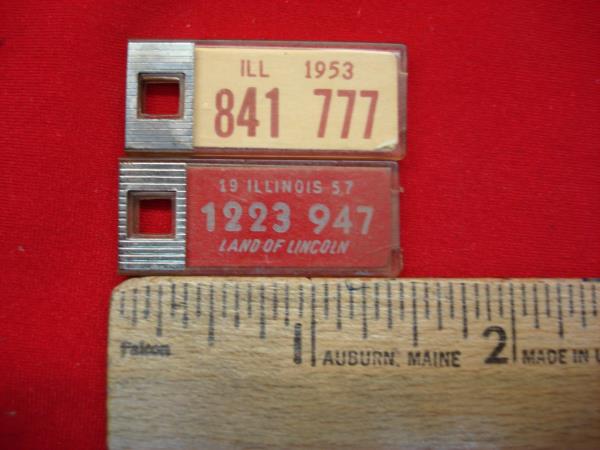 ILL 1953
841 777
19 ILLINOIS 57
1223 947
LAND OF LINCOLN
1 2
Falcon AUBURN, MAINE MADE IN U